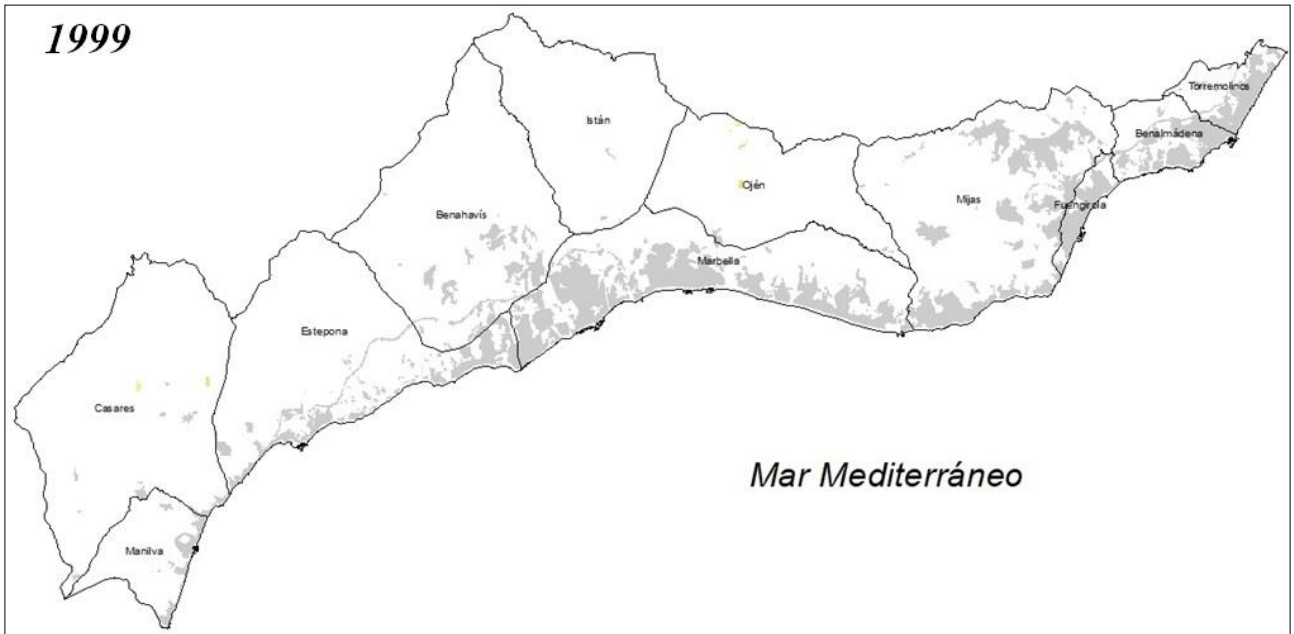 1999
Torremolinos
Istán
Benalmádena
Ojén
Mijas
Fuengirola
Benahavís
Marbella
Estepona
Casares
Mar Mediterráneo
Manilva